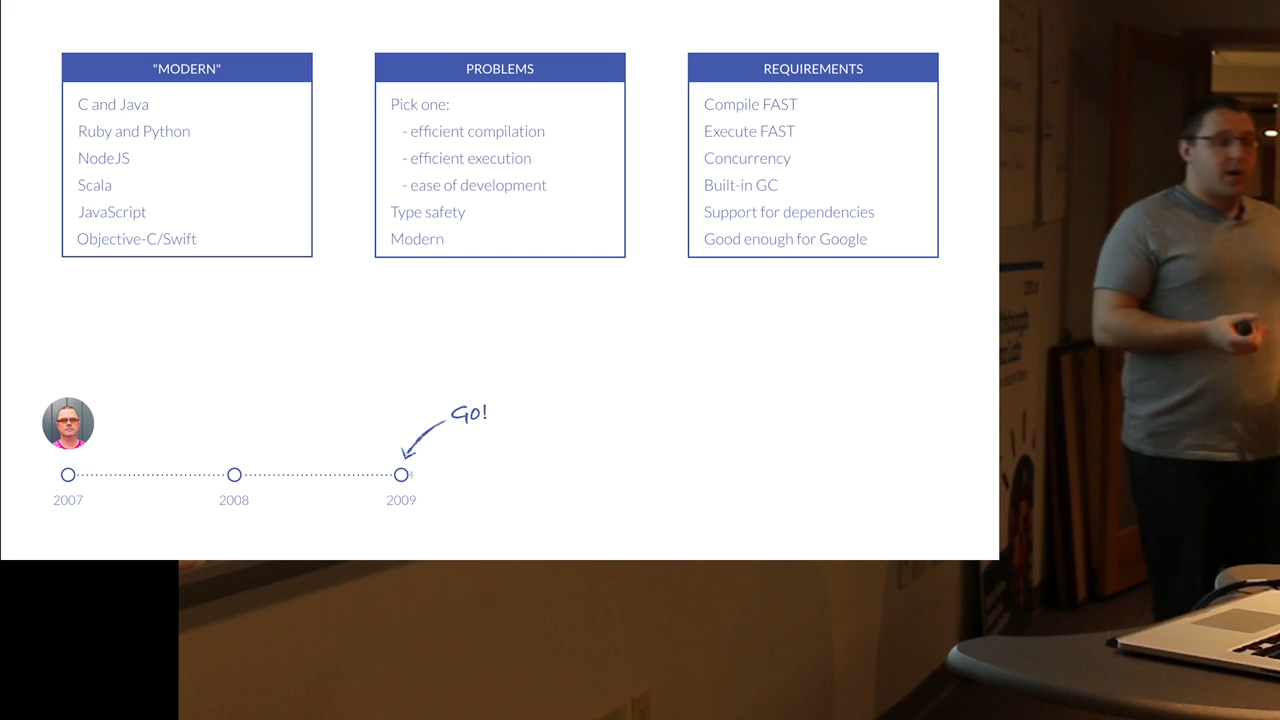 "MODERN"
C and Java
Ruby and Python
NodeJS
Scala
JavaScript
Objective-C/Swift
PROBLEMS
Pick one:
- efficient compilation
- efficient execution
- ease of development
Type safety
Modern
REQUIREMENTS
Compile FAST
Execute FAST
Concurrency
Built-in GC
Support for dependencies
Good enough for Google
Go!
2007
2008
2009